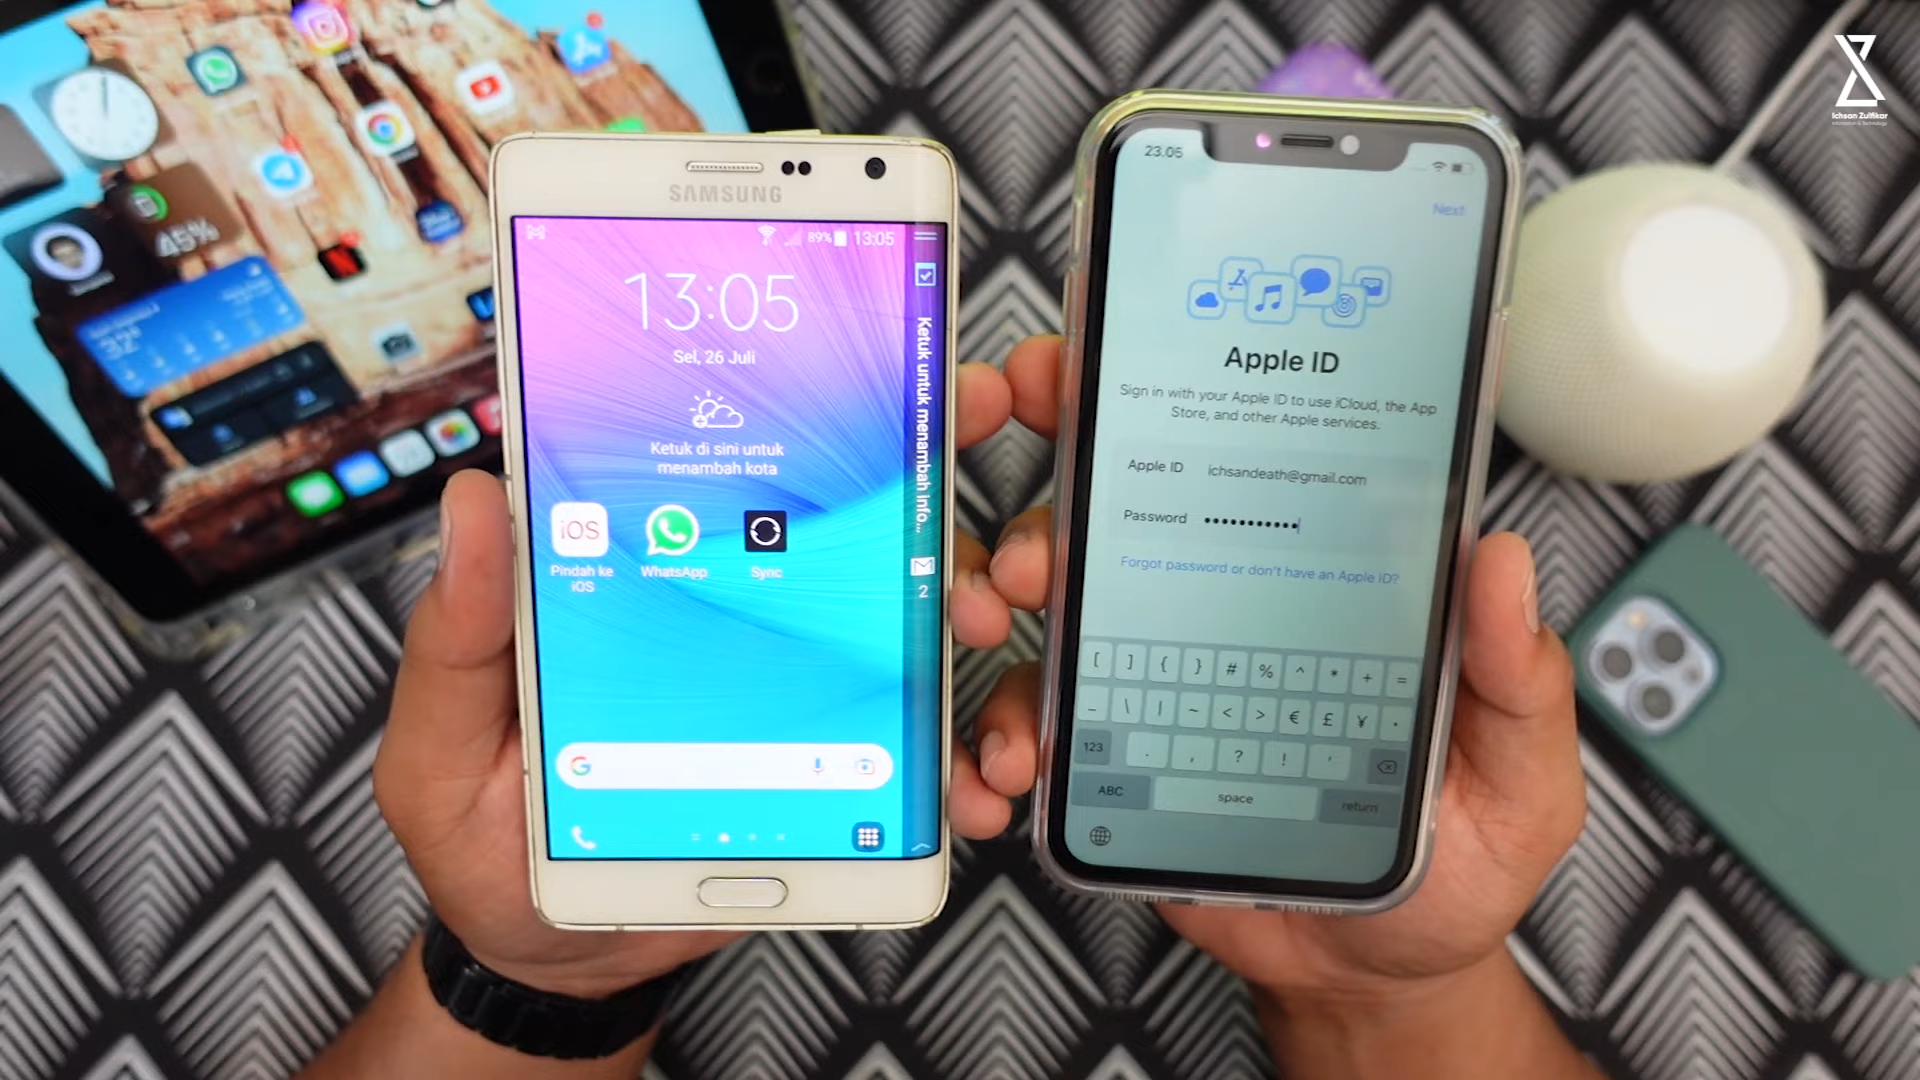 Ichsan Zulfikar
45%
SAMSUNG
89% 13:05
13:05
Sel, 26 Juli
Ketuk di sini untuk
menambah kota
iOS
Pindah ke
iOS
WhatsApp
Sync
G
Ketuk untuk menambah info...
2
23.05
Next
Apple ID
Sign in with your Apple ID to use iCloud, the App
Store, and other Apple services.
Apple ID ichsandeath@gmail.com
Password •••••••••••
Forgot password or don't have an Apple ID?
[ ] { } # % ^ * + =
_ \ | ~ < > € £ ¥ •
123 . , ? ! '
ABC space return